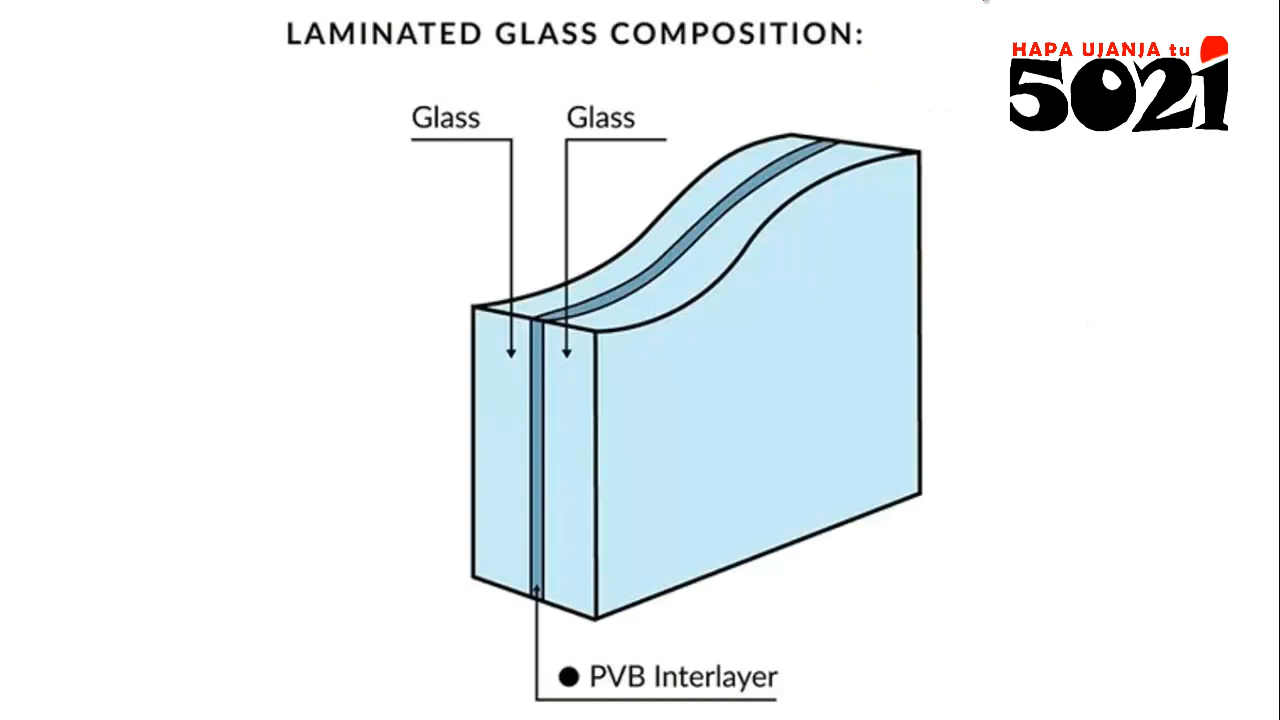 LAMINATED GLASS COMPOSITION:
HAPA UJANJA tu
5021
Glass
Glass
PVB Interlayer